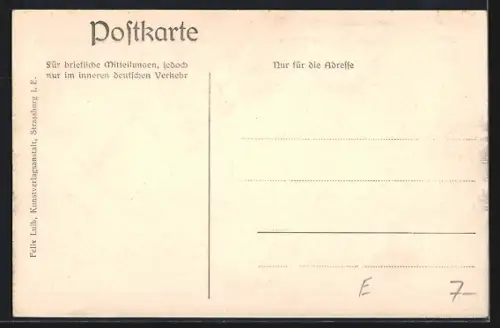 Postkarte
Für briefliche Mitteilungen, jedoch
nur im inneren deutschen Verkehr
Nur für die Adresse
Felix Luib, Kunstverlagsanstalt, Strassburg i. E.
E
7–